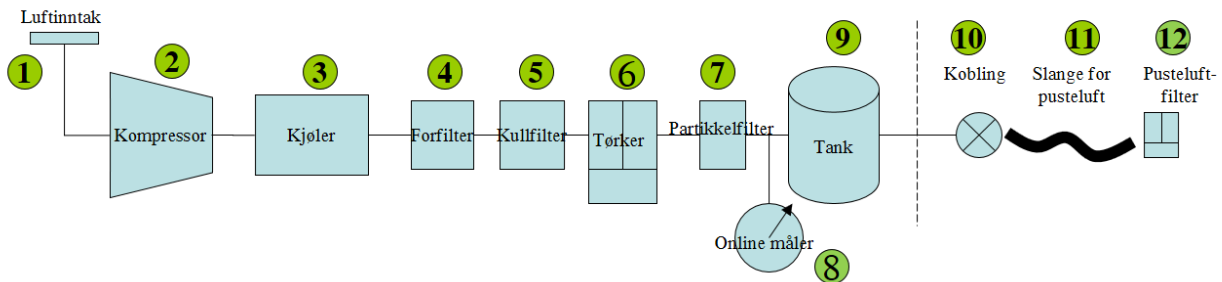 Luftinntak
1
2
3
4
5
6
7
9
10
11
12
Kobling
Slange for
pusteluft
Pusteluft-
filter
Kompressor
Kjøler
Forfilter
Kullfilter
Tørker
Partikkelfilter
Tank
Online måler
8